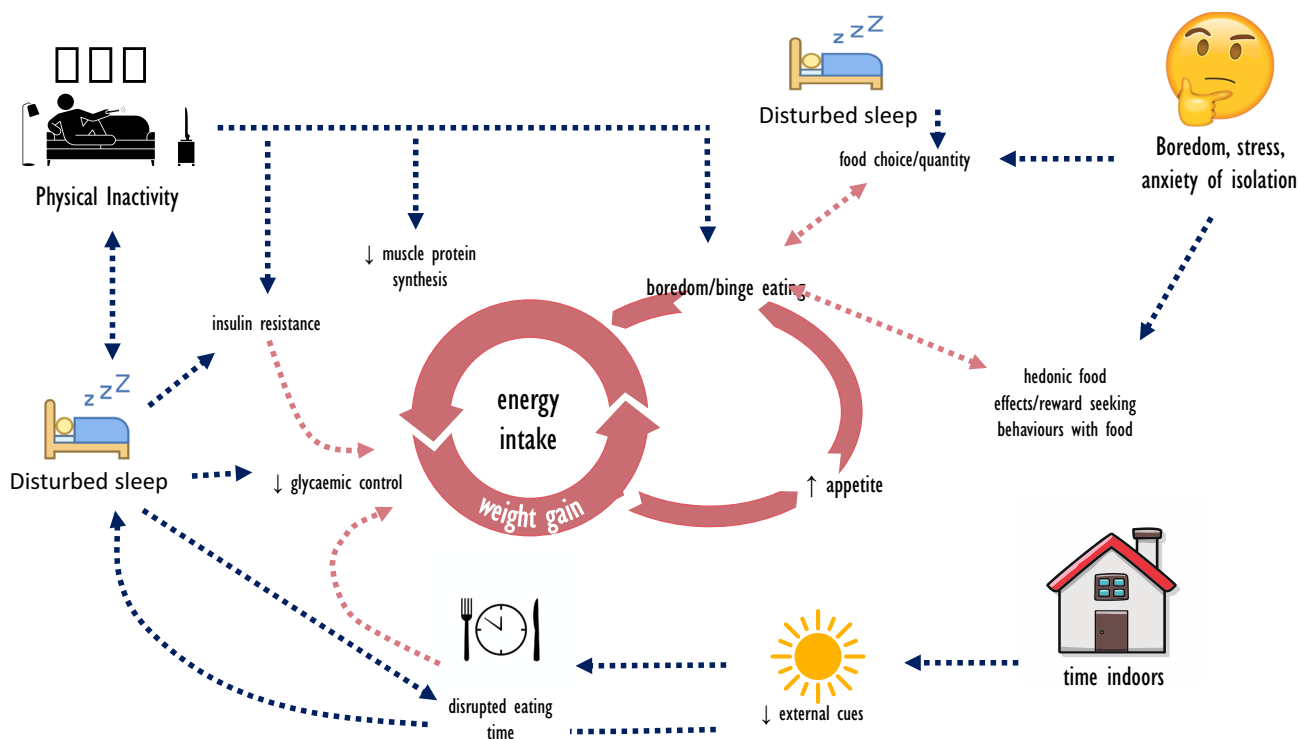 z z Z
Disturbed sleep
food choice/quantity
Boredom, stress,
anxiety of isolation
Physical Inactivity
↓ muscle protein
synthesis
boredom/binge eating
insulin resistance
hedonic food
effects/reward seeking
behaviours with food
energy
intake
z z Z
Disturbed sleep
↓ glycaemic control
weight gain
↑ appetite
time indoors
disrupted eating
time
↓ external cues